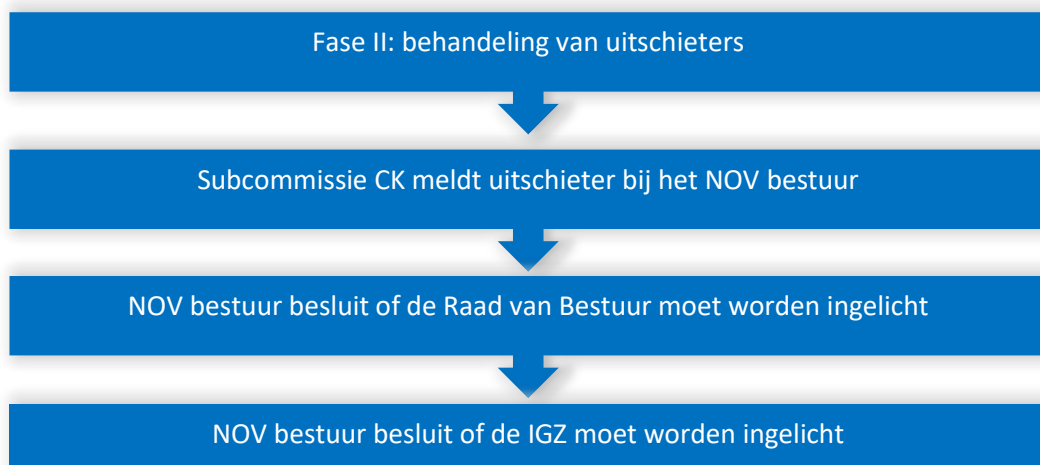 Fase II: behandeling van uitschieters
Subcommissie CK meldt uitschieter bij het NOV bestuur
NOV bestuur besluit of de Raad van Bestuur moet worden ingelicht
NOV bestuur besluit of de IGZ moet worden ingelicht